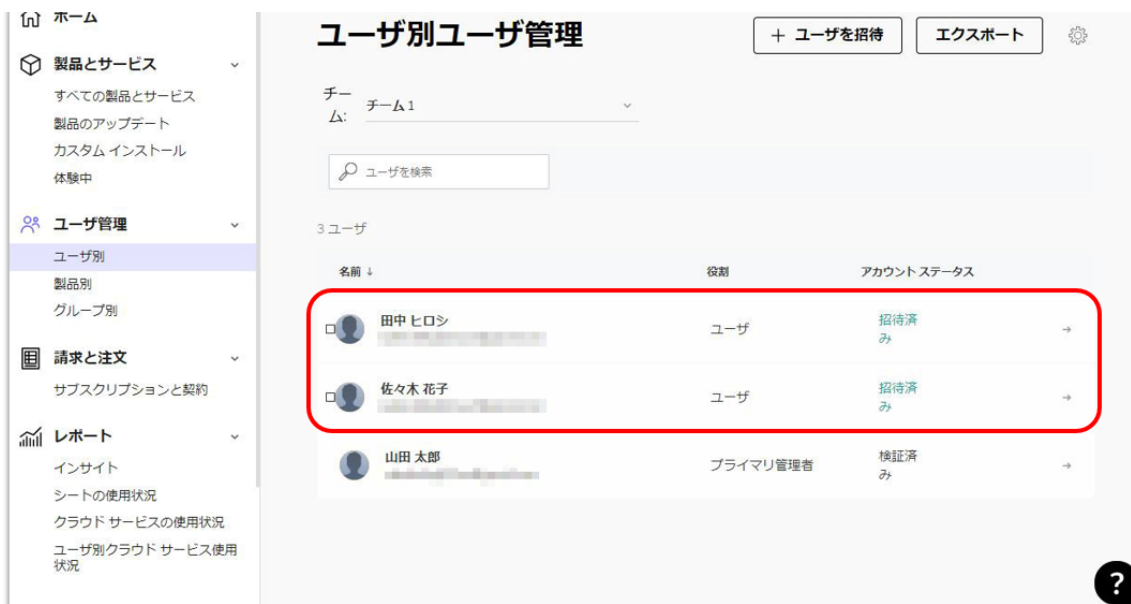 ホーム
製品とサービス
すべての製品とサービス
製品のアップデート
カスタム インストール
体験中
ユーザ管理
ユーザ別
製品別
グループ別
請求と注文
サブスクリプションと契約
レポート
インサイト
シートの使用状況
クラウド サービスの使用状況
ユーザ別クラウド サービス使用
状況
ユーザ別ユーザ管理
＋ ユーザを招待
エクスポート
チー
ム:
チーム 1
ユーザを検索
3 ユーザ
名前 ↓
役割
アカウント ステータス
田中 ヒロシ
ユーザ
招待済
み
→
佐々木 花子
ユーザ
招待済
み
→
山田 太郎
プライマリ管理者
検証済
み
→
?